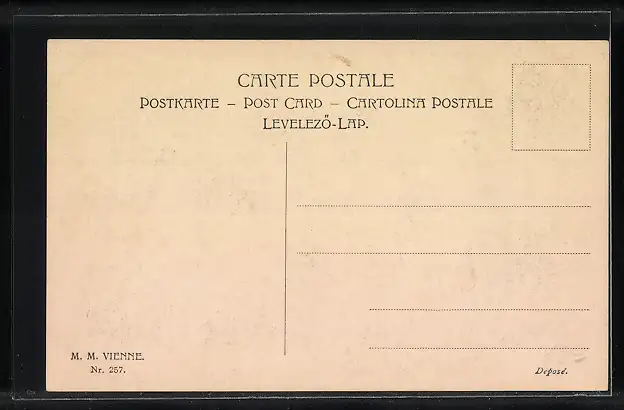 CARTE POSTALE
POSTKARTE – POST CARD – CARTOLINA POSTALE
LEVELEZŐ-LAP.
M. M. VIENNE.
Nr. 257.
Deposé.